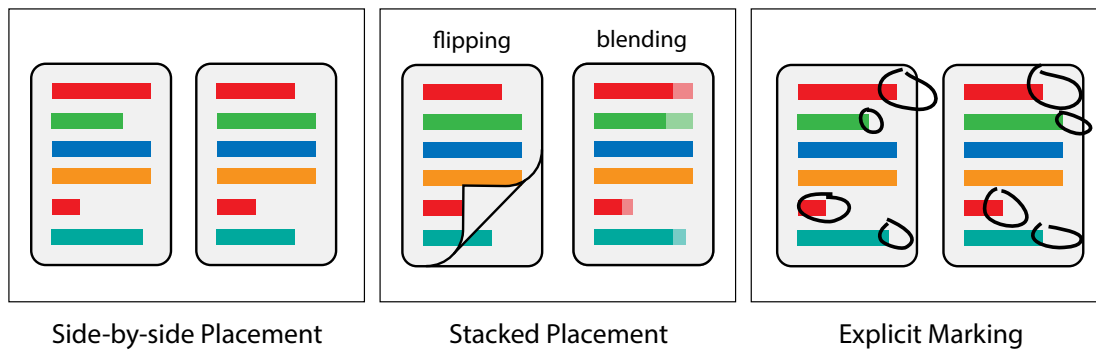 flipping
blending
Side-by-side Placement
Stacked Placement
Explicit Marking